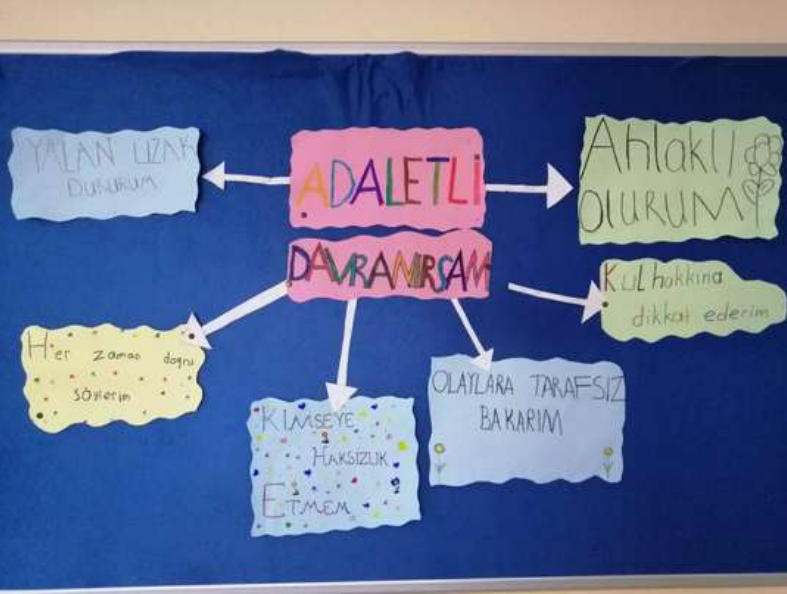 ADALETLİ
DAVRANIRSAM
YALAN UZAK
DURURUM
Ahlaklı
OLURUM
Kul hakkına
dikkat ederim
Her zaman doğru
söylerim
KİMSEYE
HAKSIZLIK
ETMEM
OLAYLARA TARAFSIZ
BAKARIM